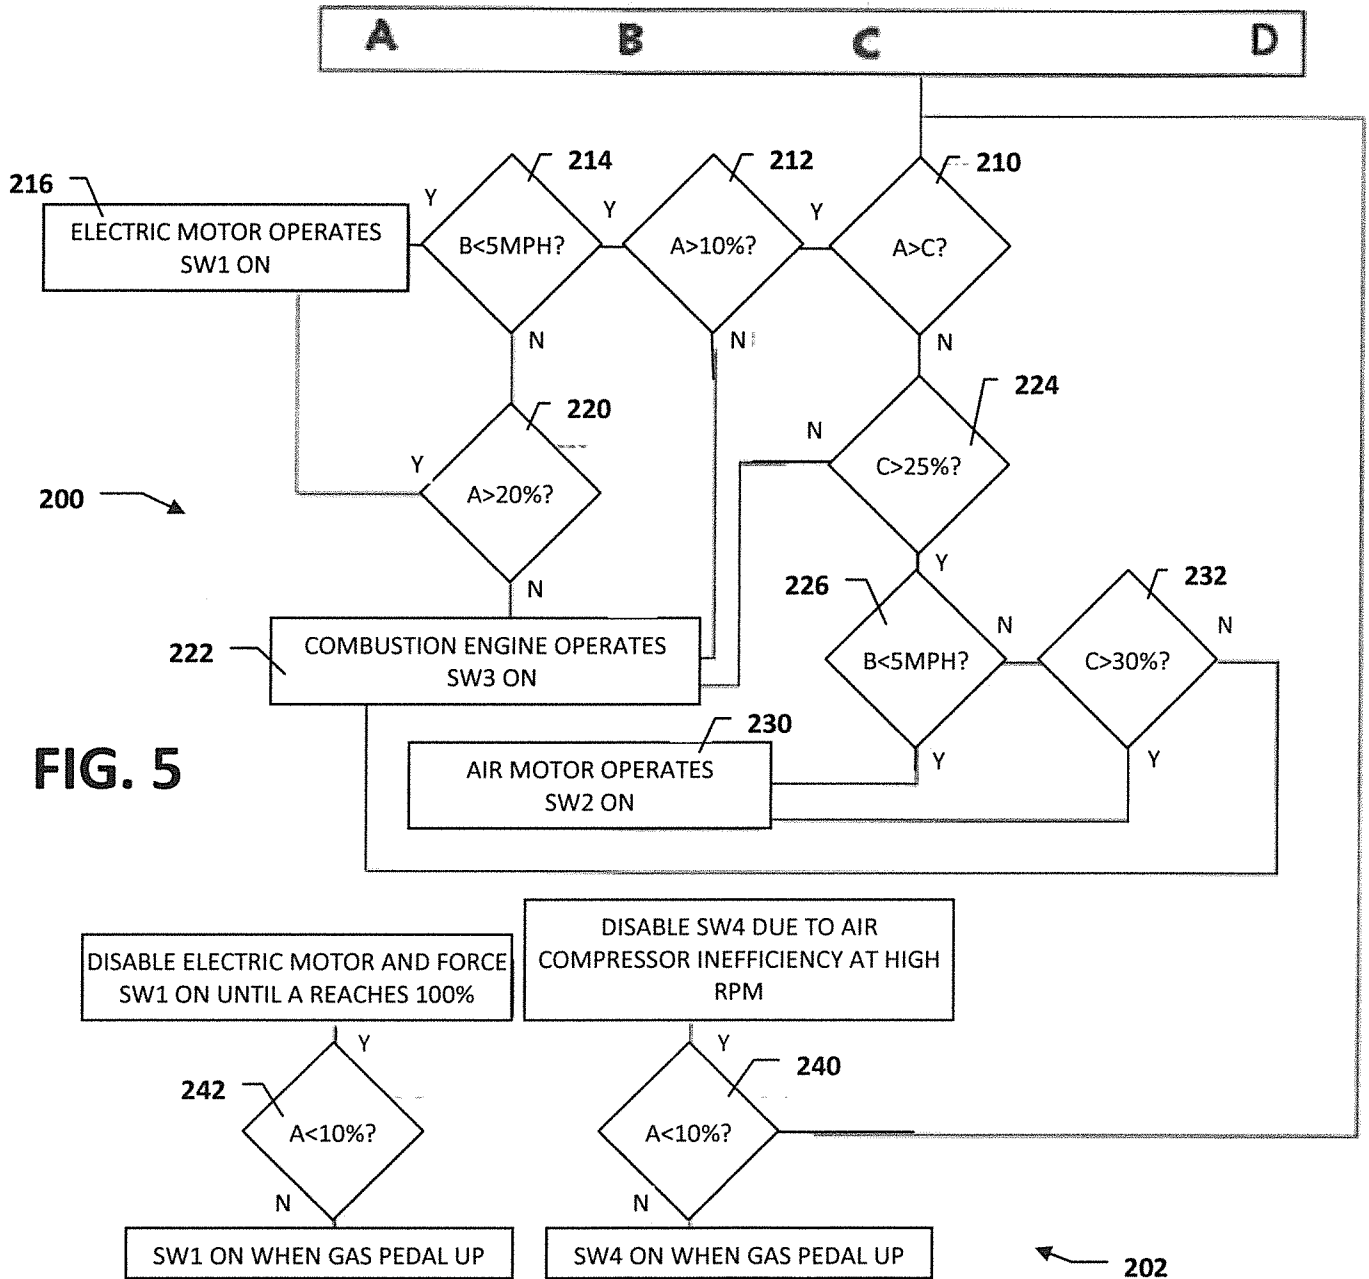 A B C D
214
212
210
216
Y
Y
Y
ELECTRIC MOTOR OPERATES
SW1 ON
B<5MPH?
A>10%?
A>C?
N
N
N
224
220
N
Y
C>25%?
A>20%?
200
Y
N
226
232
N
N
222
COMBUSTION ENGINE OPERATES
SW3 ON
B<5MPH?
C>30%?
230
FIG. 5
AIR MOTOR OPERATES
SW2 ON
Y
Y
DISABLE ELECTRIC MOTOR AND FORCE
SW1 ON UNTIL A REACHES 100%
DISABLE SW4 DUE TO AIR
COMPRESSOR INEFFICIENCY AT HIGH
RPM
Y
Y
242
240
A<10%?
A<10%?
N
N
SW1 ON WHEN GAS PEDAL UP
SW4 ON WHEN GAS PEDAL UP
202